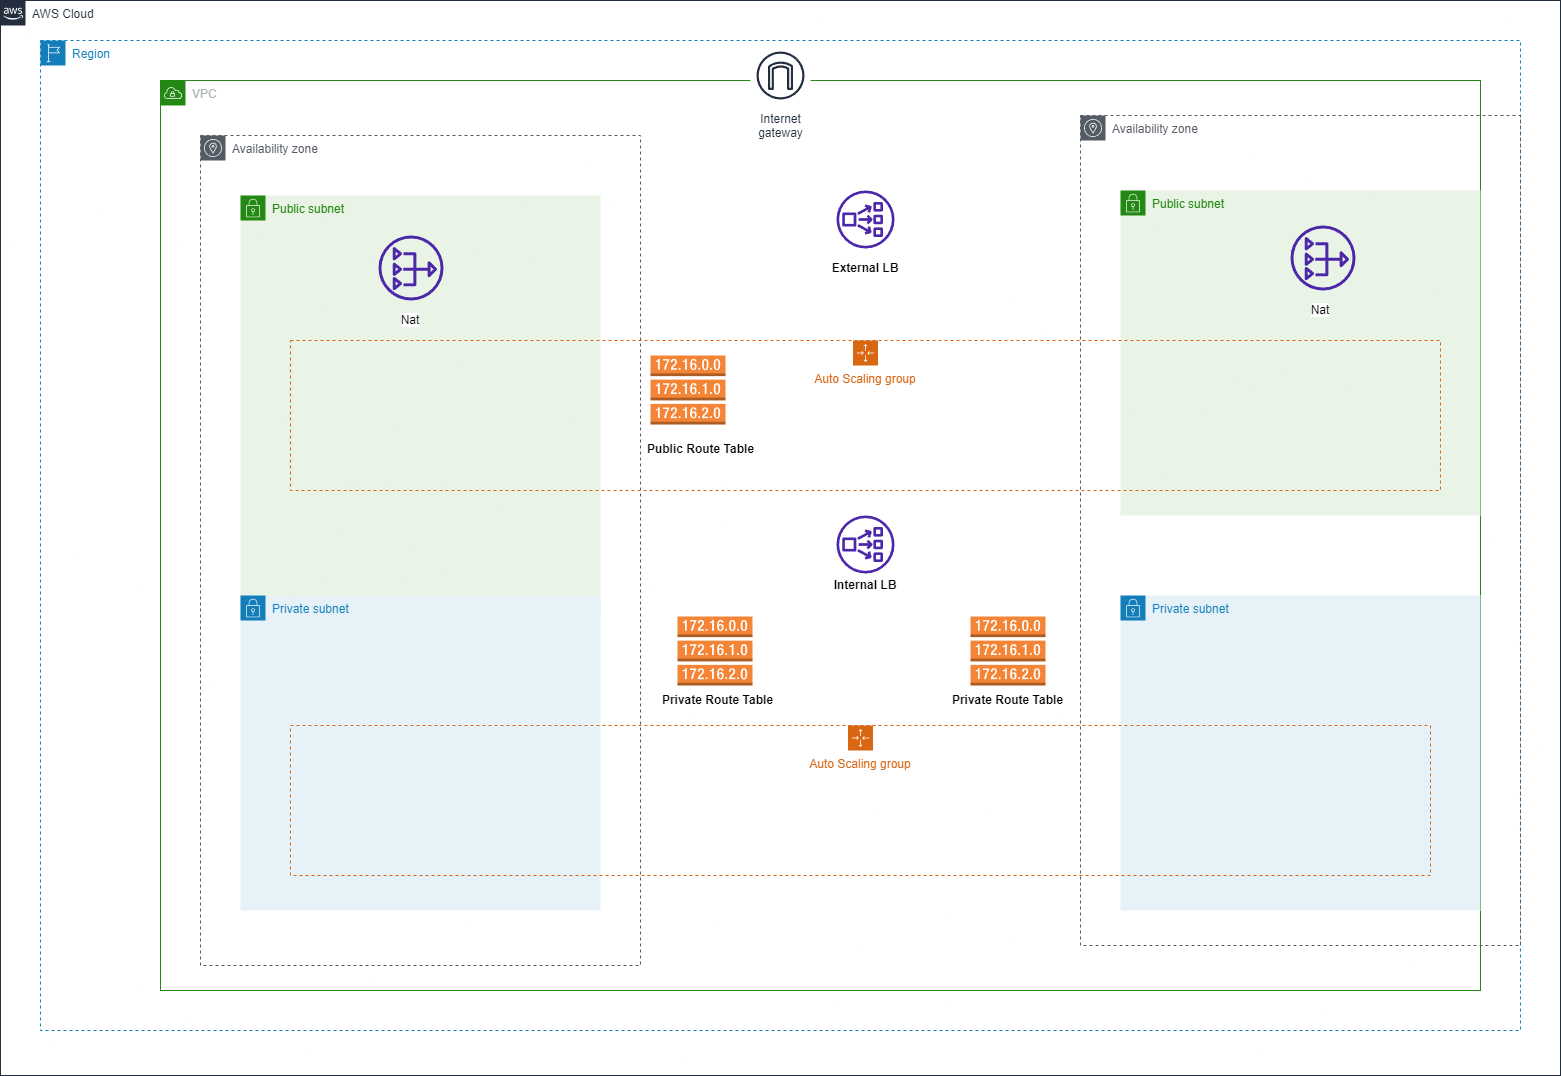 aws
AWS Cloud
Region
VPC
Internet
gateway
Availability zone
Availability zone
Public subnet
Public subnet
Nat
External LB
Nat
172.16.0.0
172.16.1.0
172.16.2.0
Public Route Table
Auto Scaling group
Internal LB
Private subnet
Private subnet
172.16.0.0
172.16.1.0
172.16.2.0
Private Route Table
172.16.0.0
172.16.1.0
172.16.2.0
Private Route Table
Auto Scaling group